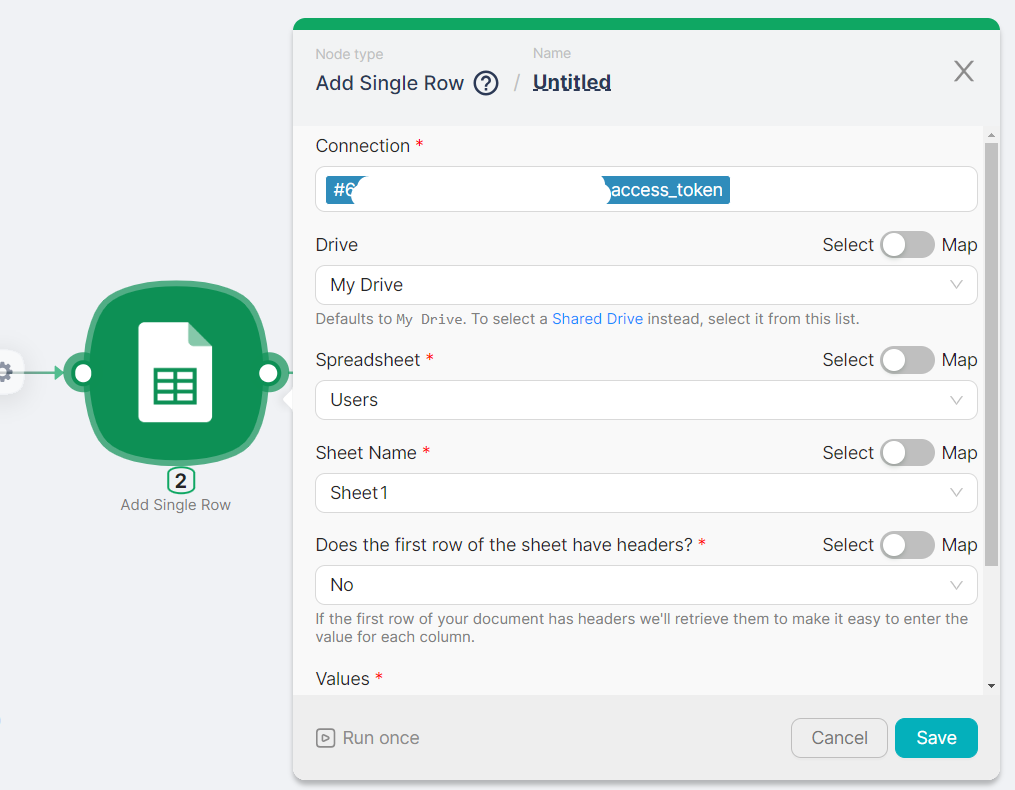 Node type
Name
Add Single Row ? / Untitled
X
Connection *
#6
access_token
Drive
Select Map
My Drive
Defaults to My Drive. To select a Shared Drive instead, select it from this list.
Spreadsheet *
Select Map
Users
Sheet Name *
Select Map
Sheet1
Does the first row of the sheet have headers? *
Select Map
No
If the first row of your document has headers we'll retrieve them to make it easy to enter the
value for each column.
Values *
Run once
Cancel
Save
2
Add Single Row